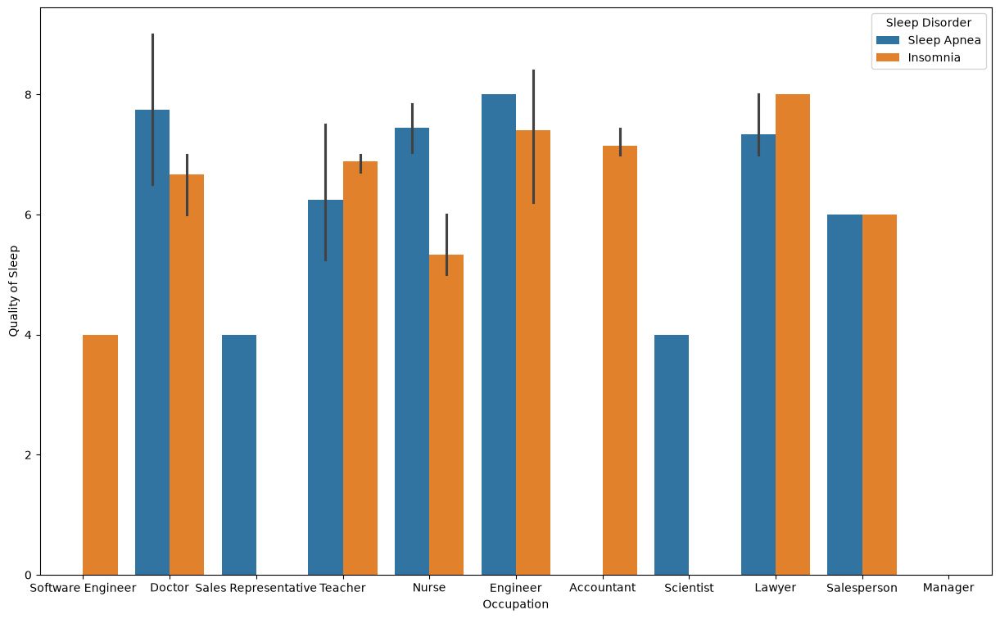 Sleep Disorder
Sleep Apnea
Insomnia
Quality of Sleep
8
6
4
2
0
Software Engineer Doctor Sales Representative Teacher Nurse Engineer Accountant Scientist Lawyer Salesperson Manager
Occupation